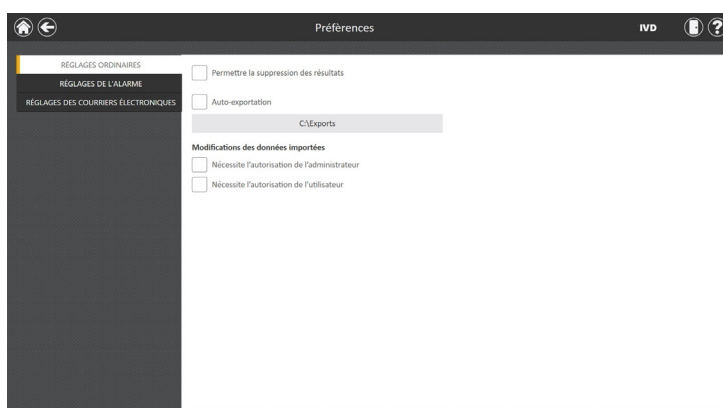 Préfèrences
IVD
?
RÉGLAGES ORDINAIRES
RÉGLAGES DE L'ALARME
RÉGLAGES DES COURRIERS ÉLECTRONIQUES
Permettre la suppression des résultats
Auto-exportation
C:\Exports
Modifications des données importées
Nécessite l'autorisation de l'administrateur
Nécessite l'autorisation de l'utilisateur